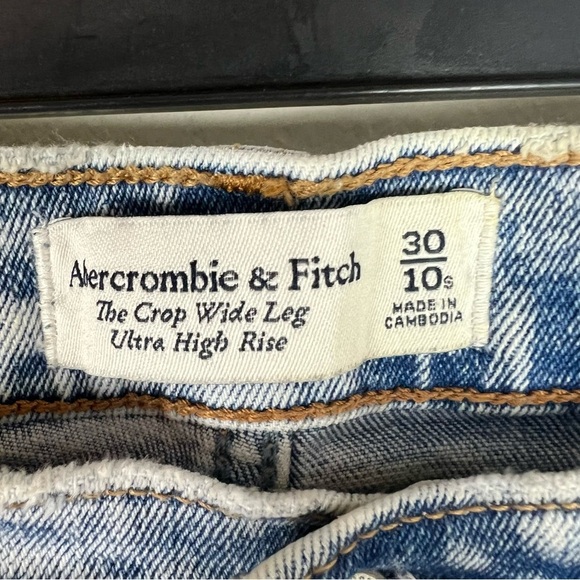 Abercrombie & Fitch
The Crop Wide Leg
Ultra High Rise
30
10s
MADE IN
CAMBODIA